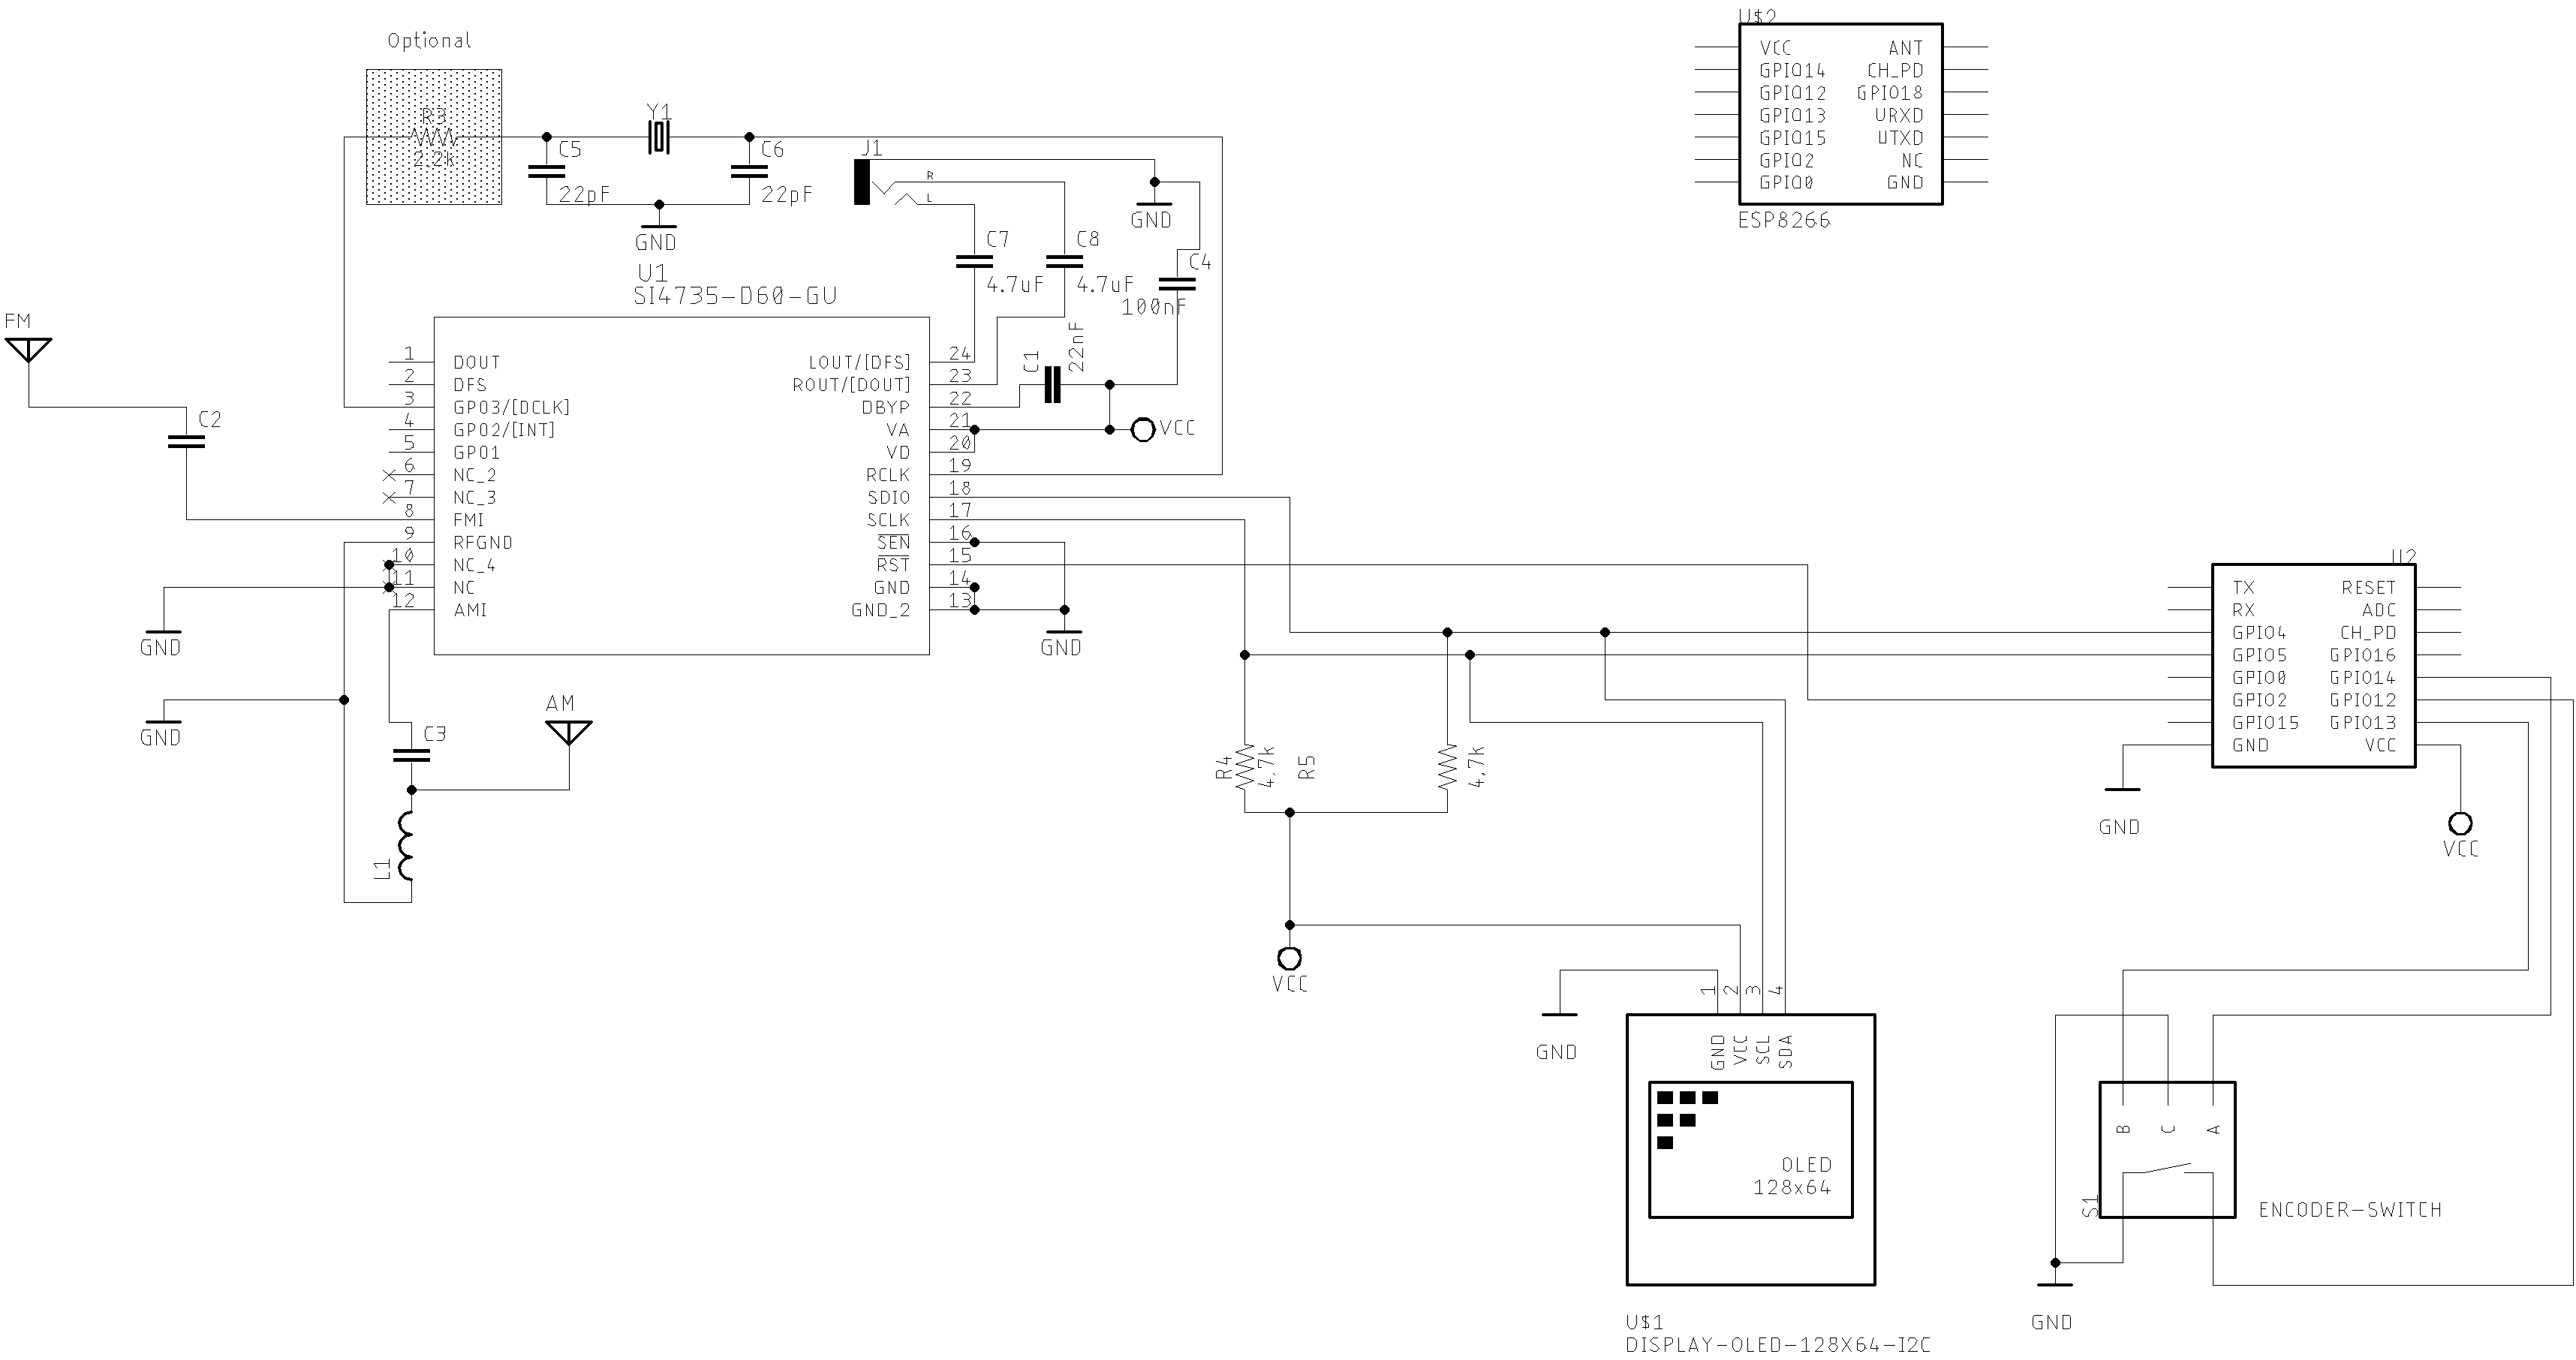 Optional
R3
2.2k
Y1
C5
22pF
C6
22pF
GND
J1
R
L
GND
C7
4.7uF
C8
4.7uF
C4
100nF
C1
22nF
VCC
U1
SI4735-D60-GU
1 DOUT
2 DFS
3 GPO3/[DCLK]
4 GPO2/[INT]
5 GPO1
6 NC_2
7 NC_3
8 FMI
9 RFGND
10 NC_4
11 NC
12 AMI
LOUT/[DFS] 24
ROUT/[DOUT] 23
DBYP 22
VA 21
VD 20
RCLK 19
SDIO 18
SCLK 17
SEN 16
RST 15
GND 14
GND_2 13
GND
FM
C2
GND
GND
C3
AM
L1
R4
4,7k
R5
4,7k
VCC
U$2
VCC ANT
GPIO14 CH_PD
GPIO12 GPIO18
GPIO13 URXD
GPIO15 UTXD
GPIO2 NC
GPIO0 GND
ESP8266
U2
TX RESET
RX ADC
GPIO4 CH_PD
GPIO5 GPIO16
GPIO0 GPIO14
GPIO2 GPIO12
GPIO15 GPIO13
GND VCC
GND
VCC
GND
1 2 3 4
GND
VCC
SCL
SDA
OLED
128x64
U$1
DISPLAY-OLED-128X64-I2C
B C A
S1
ENCODER-SWITCH
GND